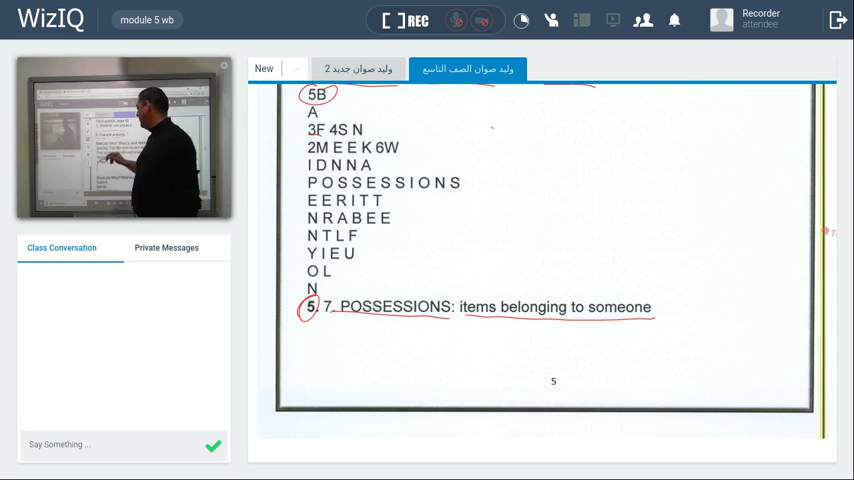 WizIQ
module 5 wb
[ ] REC
Recorder
attendee
New
وليد صوان جديد 2
وليد صوان الصف التاسع
5B
A
3F 4S N
2M E E K 6W
I D N N A
P O S S E S S I O N S
E E R I T T
N R A B E E
N T L F
Y I E U
O L
N
5. 7. POSSESSIONS: items belonging to someone
5
Class Conversation
Private Messages
Say Something ...